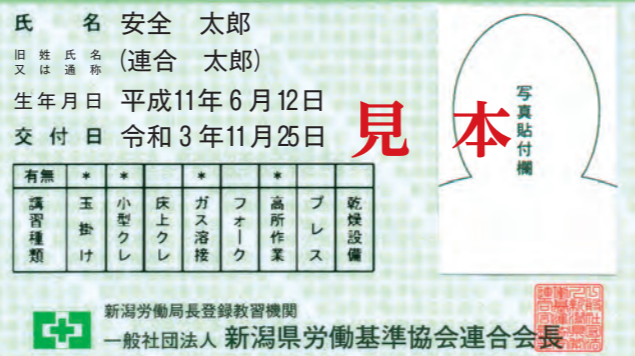 氏名 安全 太郎
旧姓氏名又は通称 (連合 太郎)
生年月日 平成11年6月12日
交付日 令和3年11月25日
見本
写真貼付欄
有無 * * * *
講習種類 玉掛け 小型クレ 床上クレ ガス溶接 フォーク 高所作業 プレス 乾燥設備
新潟労働局長登録教習機関
一般社団法人 新潟県労働基準協会連合会長